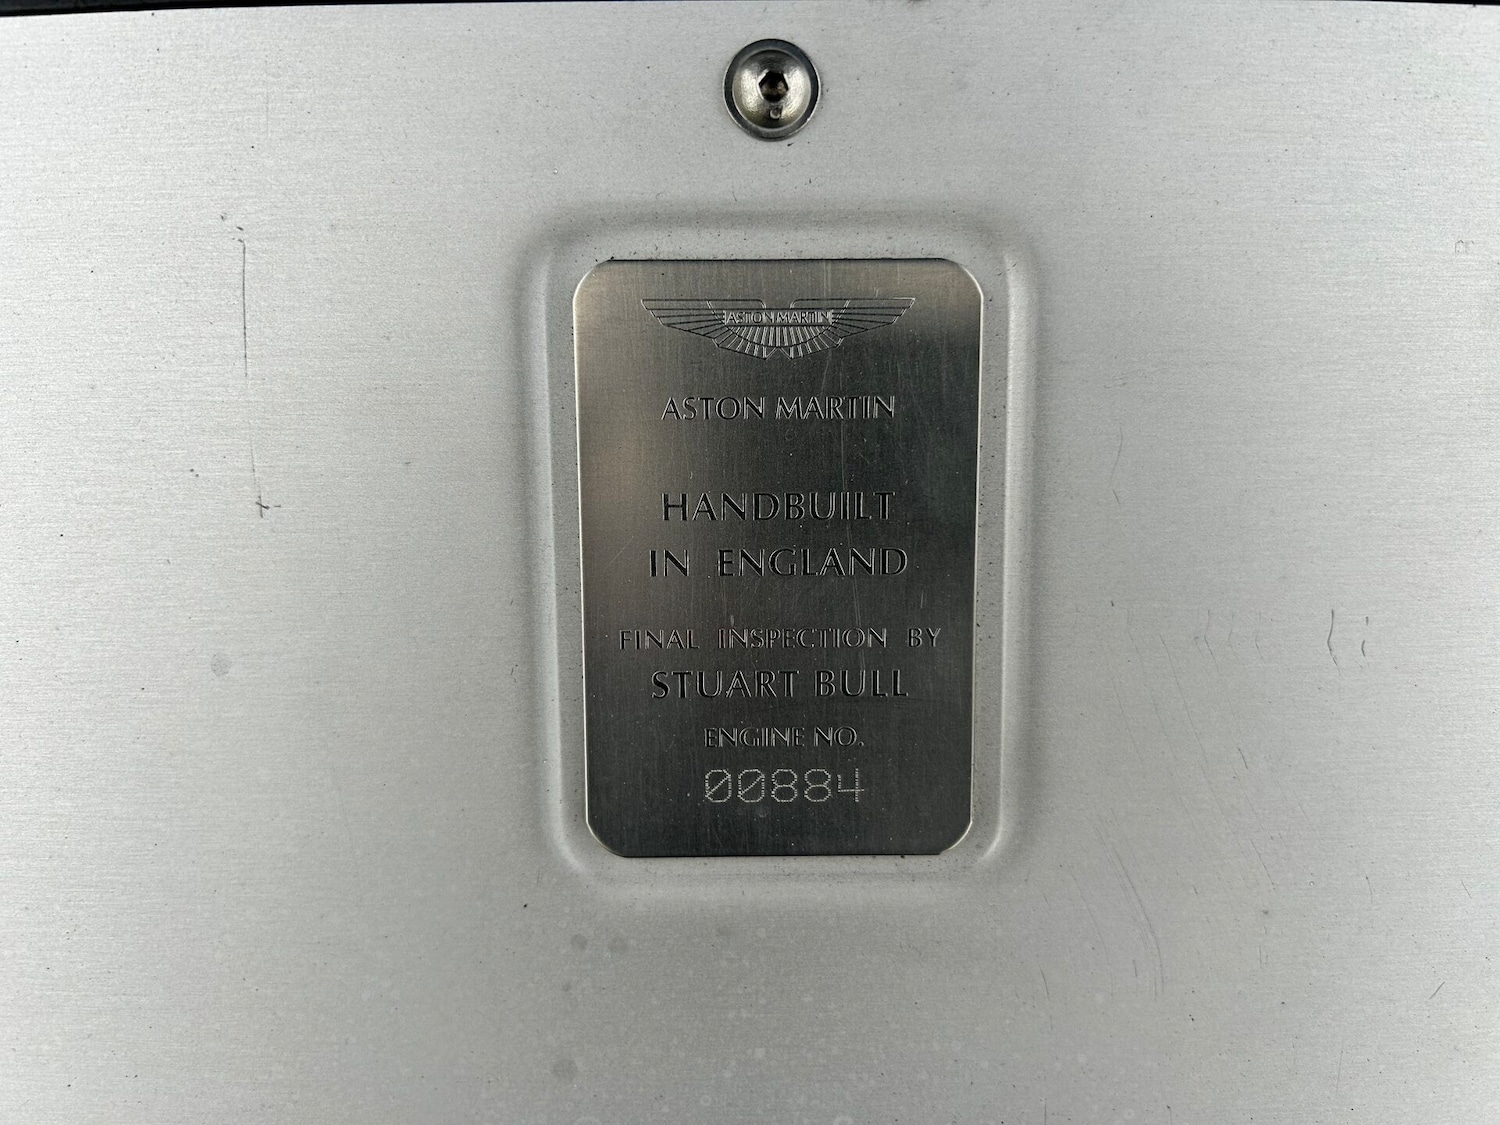 ASTON MARTIN
ASTON MARTIN
HANDBUILT
IN ENGLAND
FINAL INSPECTION BY
STUART BULL
ENGINE NO.
00884